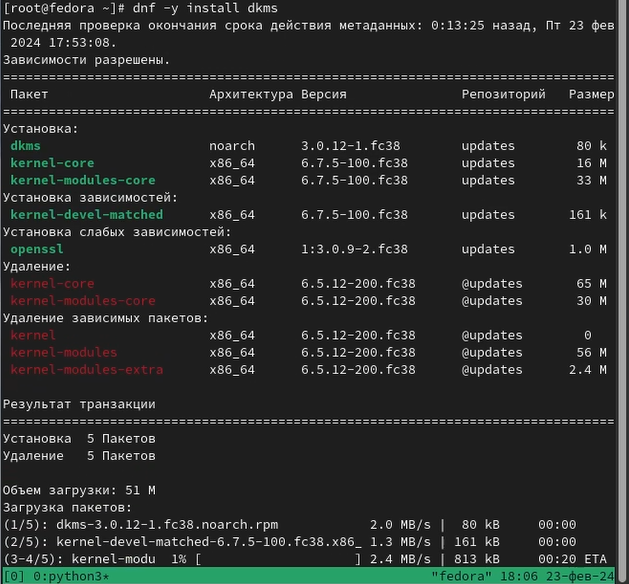 [root@fedora ~]# dnf -y install dkms
Последняя проверка окончания срока действия метаданных: 0:13:25 назад, Пт 23 фев
2024 17:53:08.
Зависимости разрешены.
================================================================================
Пакет Архитектура Версия Репозиторий Размер
================================================================================
Установка:
dkms noarch 3.0.12-1.fc38 updates 80 k
kernel-core x86_64 6.7.5-100.fc38 updates 16 M
kernel-modules-core x86_64 6.7.5-100.fc38 updates 33 M
Установка зависимостей:
kernel-devel-matched x86_64 6.7.5-100.fc38 updates 161 k
Установка слабых зависимостей:
openssl x86_64 1:3.0.9-2.fc38 updates 1.0 M
Удаление:
kernel-core x86_64 6.5.12-200.fc38 @updates 65 M
kernel-modules-core x86_64 6.5.12-200.fc38 @updates 30 M
Удаление зависимых пакетов:
kernel x86_64 6.5.12-200.fc38 @updates 0
kernel-modules x86_64 6.5.12-200.fc38 @updates 56 M
kernel-modules-extra x86_64 6.5.12-200.fc38 @updates 2.4 M
Результат транзакции
================================================================================
Установка 5 Пакетов
Удаление 5 Пакетов
Объем загрузки: 51 M
Загрузка пакетов:
(1/5): dkms-3.0.12-1.fc38.noarch.rpm 2.0 MB/s | 80 kB 00:00
(2/5): kernel-devel-matched-6.7.5-100.fc38.x86_ 1.3 MB/s | 161 kB 00:00
(3-4/5): kernel-modu 1% [ ] 2.4 MB/s | 813 kB 00:20 ETA
[0] 0:python3* "fedora" 18:06 23-фев-24